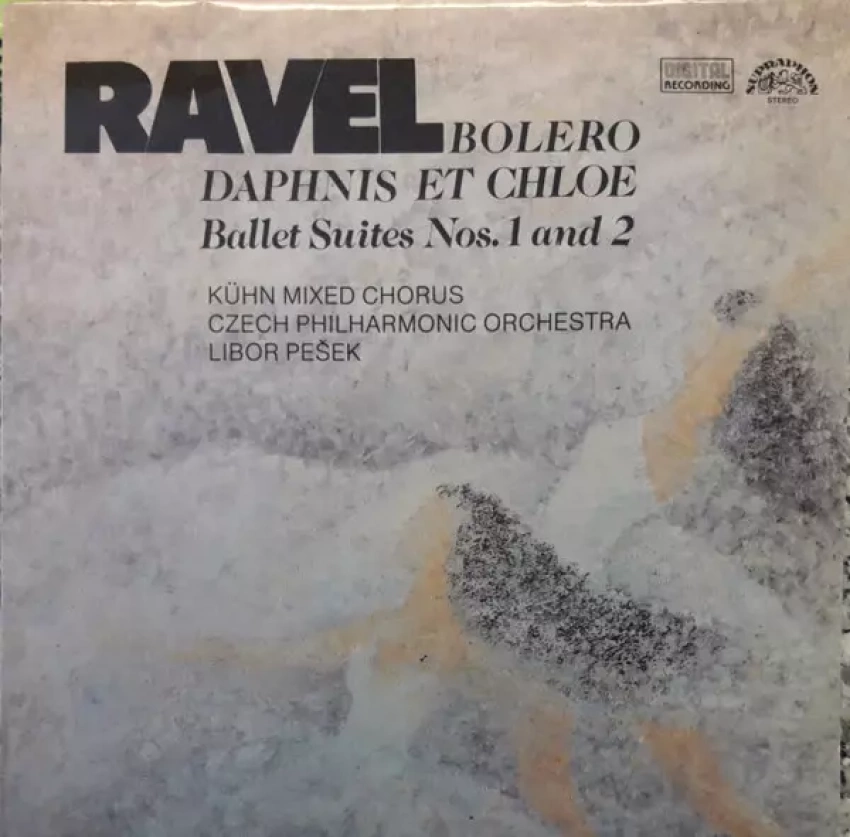 RAVEL BOLERO
DIGITAL
RECORDING
SUPRAPHON
STEREO
DAPHNIS ET CHLOE
Ballet Suites Nos. 1 and 2
KÜHN MIXED CHORUS
CZECH PHILHARMONIC ORCHESTRA
LIBOR PEŠEK